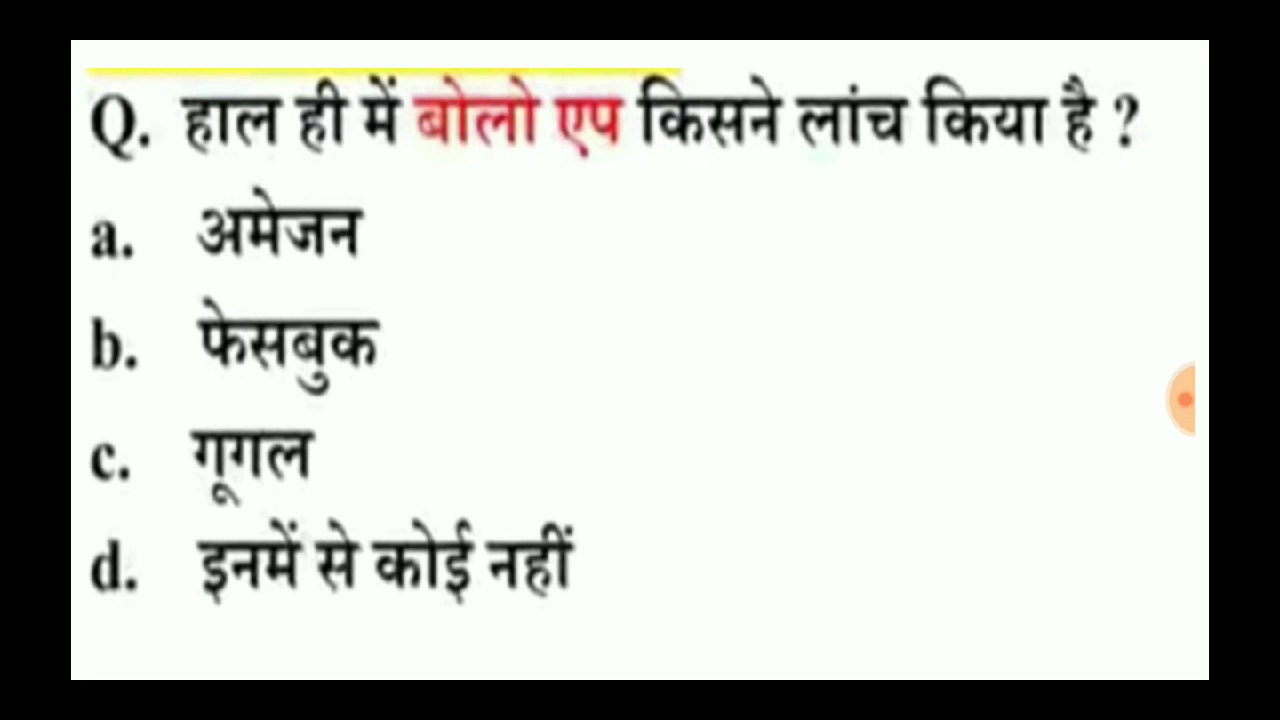 Q. हाल ही में बोलो एप किसने लांच किया है ?
a. अमेजन
b. फेसबुक
c. गूगल
d. इनमें से कोई नहीं